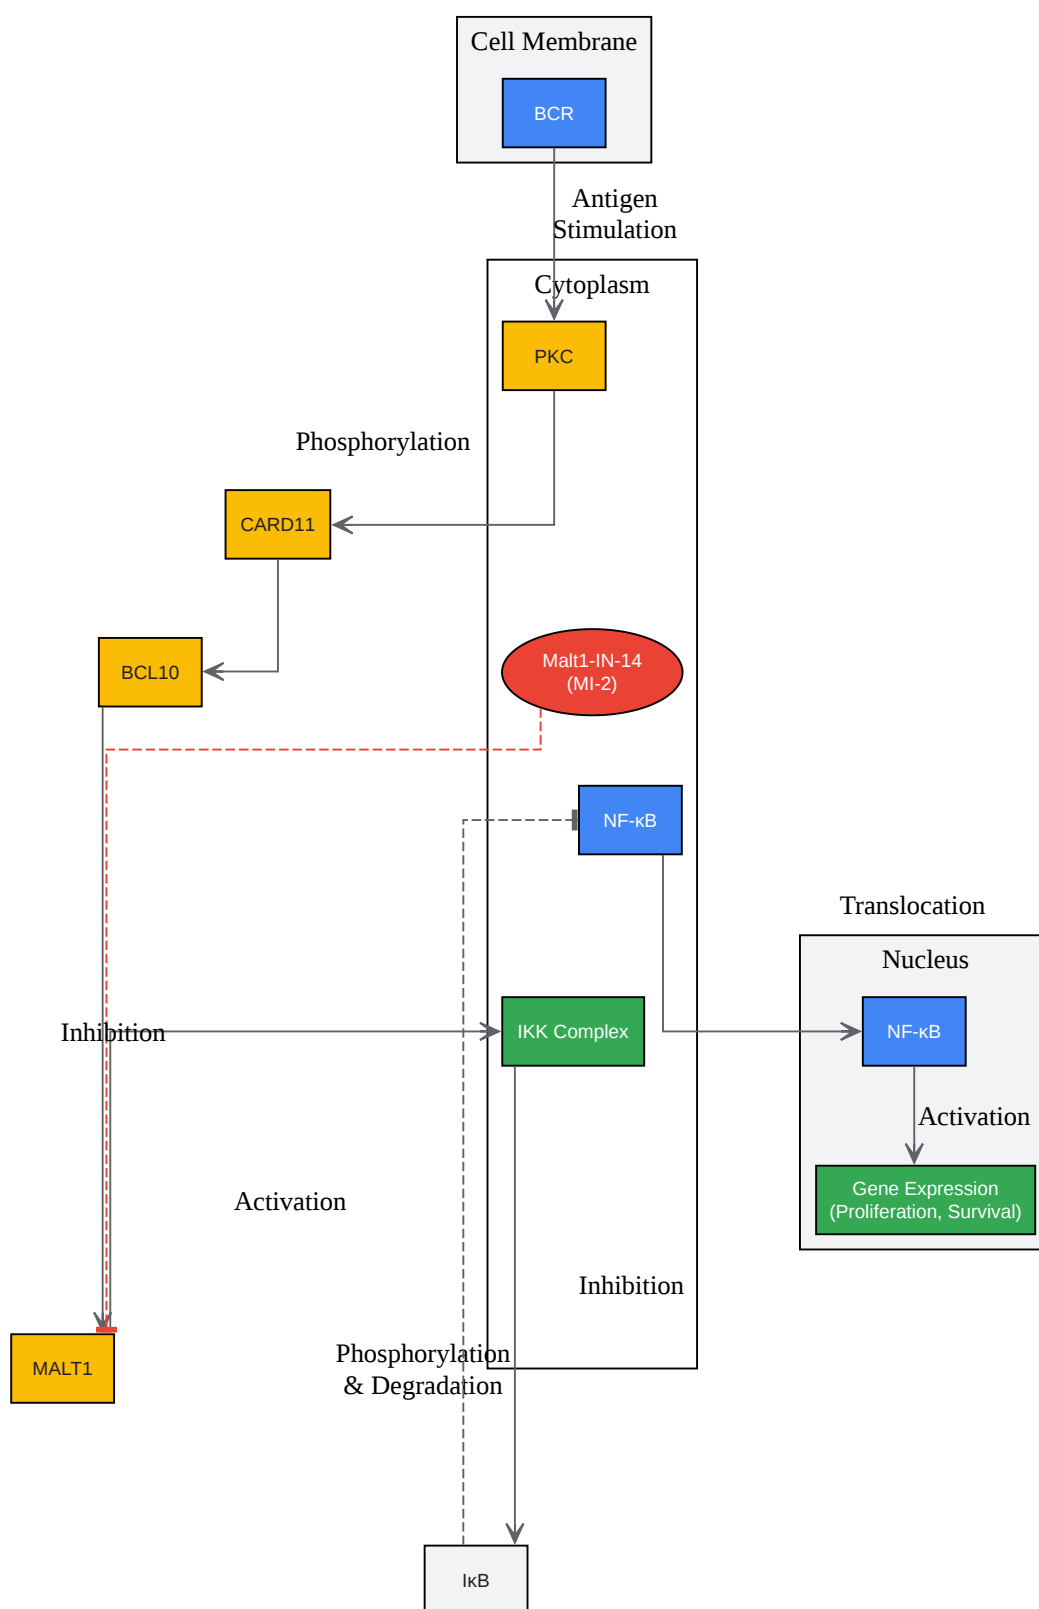 Cell Membrane
BCR
Antigen
Stimulation
Cytoplasm
PKC
Phosphorylation
CARD11
BCL10
Malt1-IN-14
(MI-2)
NF-κB
Translocation
Nucleus
Inhibition
IKK Complex
NF-κB
Activation
Activation
Gene Expression
(Proliferation, Survival)
Inhibition
Phosphorylation
& Degradation
MALT1
IκB